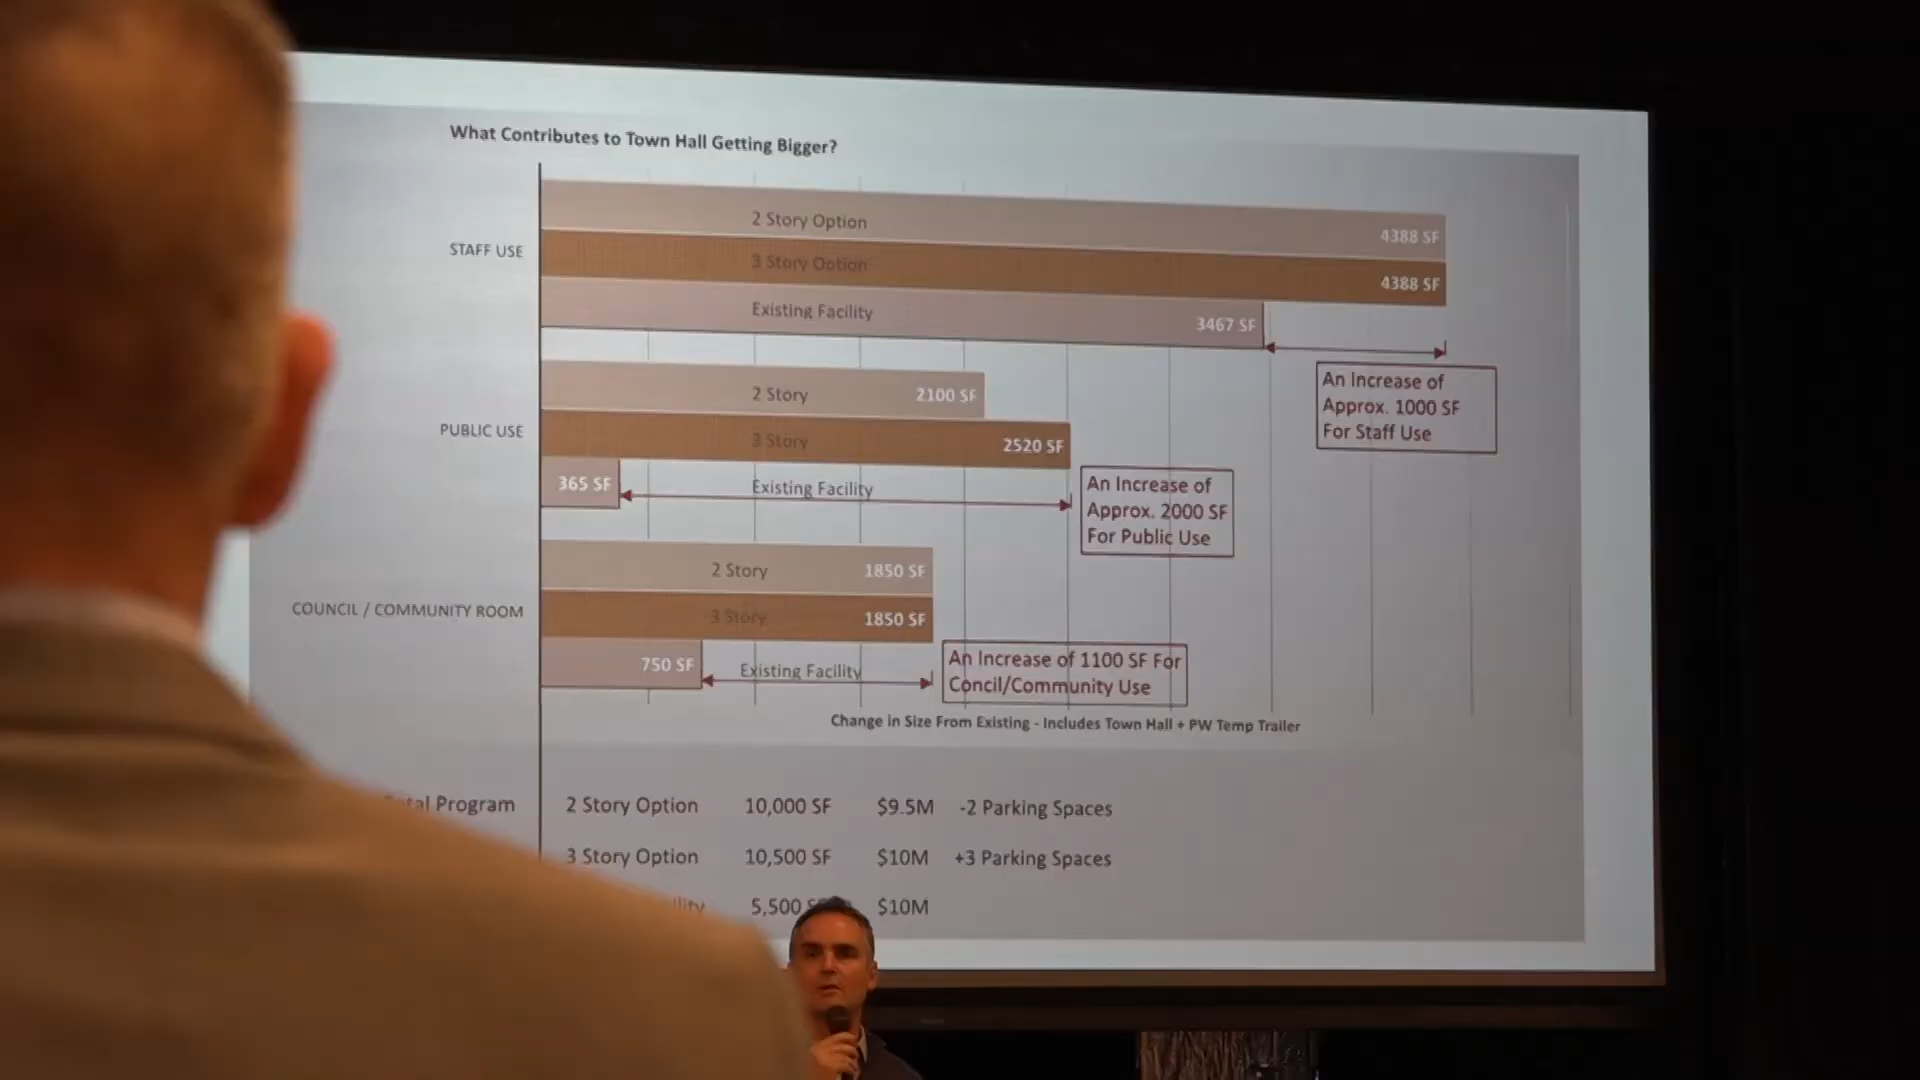 What Contributes to Town Hall Getting Bigger?
STAFF USE
2 Story Option 4388 SF
3 Story Option 4388 SF
Existing Facility 3467 SF
An Increase of
Approx. 1000 SF
For Staff Use
PUBLIC USE
2 Story 2100 SF
3 Story 2520 SF
365 SF Existing Facility
An Increase of
Approx. 2000 SF
For Public Use
COUNCIL / COMMUNITY ROOM
2 Story 1850 SF
3 Story 1850 SF
750 SF Existing Facility
An Increase of 1100 SF For
Concil/Community Use
Change in Size From Existing - Includes Town Hall + PW Temp Trailer
Program 2 Story Option 10,000 SF $9.5M -2 Parking Spaces
3 Story Option 10,500 SF $10M +3 Parking Spaces
5,500 $10M